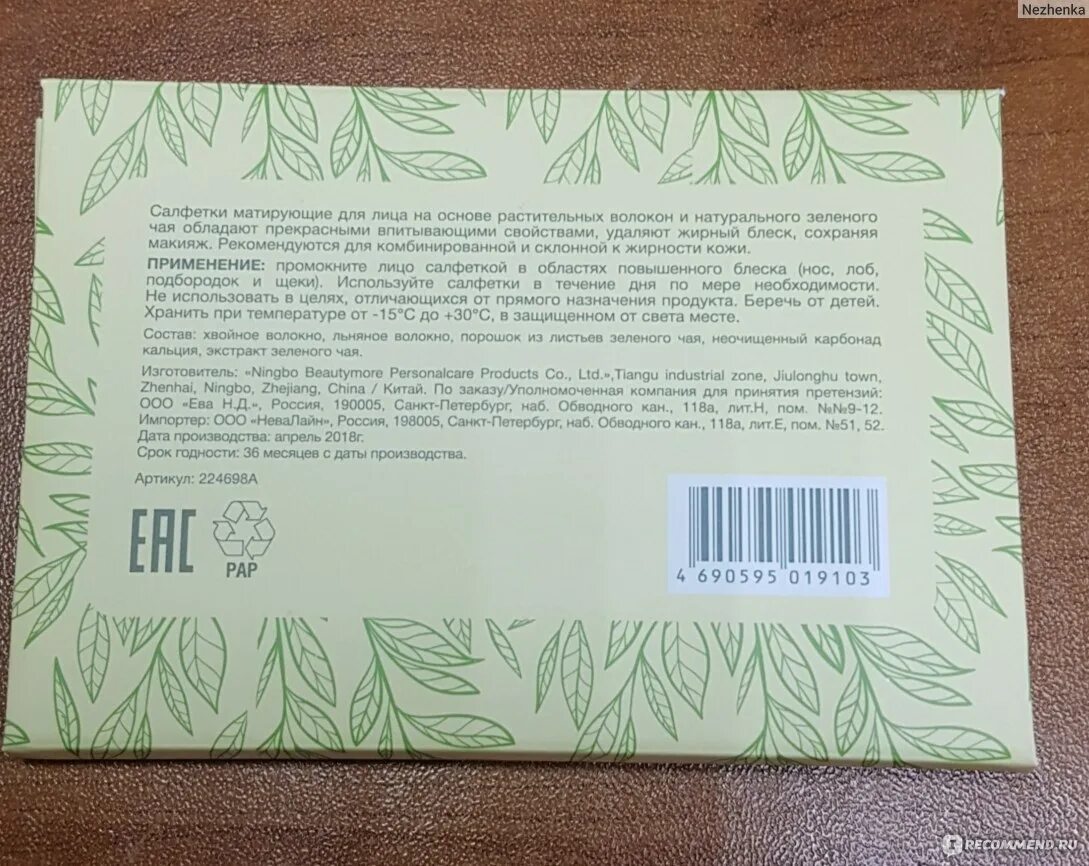 Nezhenka
Салфетки матирующие для лица на основе растительных волокон и натурального зеленого
чая обладают прекрасными впитывающими свойствами, удаляют жирный блеск, сохраняя
макияж. Рекомендуются для комбинированной и склонной к жирности кожи.
ПРИМЕНЕНИЕ: промокните лицо салфеткой в областях повышенного блеска (нос, лоб,
подбородок и щеки). Используйте салфетки в течение дня по мере необходимости.
Не использовать в целях, отличающихся от прямого назначения продукта. Беречь от детей.
Хранить при температуре от -15°С до +30°С, в защищенном от света месте.
Состав: хвойное волокно, льняное волокно, порошок из листьев зеленого чая, неочищенный карбонад
кальция, экстракт зеленого чая.
Изготовитель: «Ningbo Beautymore Personalcare Products Co., Ltd.»,Tiangu industrial zone, Jiulonghu town,
Zhenhai, Ningbo, Zhejiang, China / Китай. По заказу/Уполномоченная компания для принятия претензий:
ООО «Ева Н.Д.», Россия, 190005, Санкт-Петербург, наб. Обводного кан., 118а, лит.Н, пом. №№9-12.
Импортер: ООО «НеваЛайн», Россия, 198005, Санкт-Петербург, наб. Обводного кан., 118а, лит.Е, пом. №51, 52.
Дата производства: апрель 2018г.
Срок годности: 36 месяцев с даты производства.
Артикул: 224698А
EAC
PAP
4 690595 019103
RECOMMEND.RU